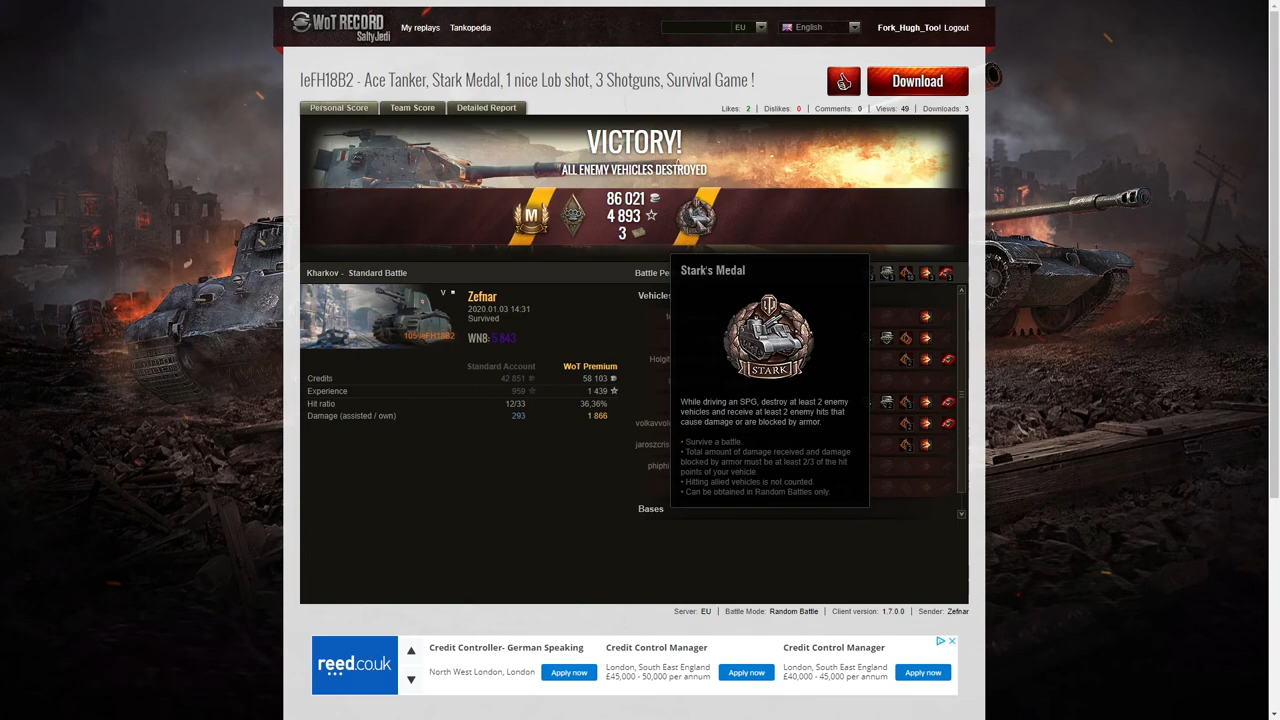 WOT RECORD
SaltyJedi
My replays
Tankopedia
EU
English
Fork_Hugh_Too! Logout
leFH18B2 - Ace Tanker, Stark Medal, 1 nice Lob shot, 3 Shotguns, Survival Game !
Download
Personal Score
Team Score
Detailed Report
Likes: 2 | Dislikes: 0 | Comments: 0 | Views: 49 | Downloads: 3
VICTORY!
ALL ENEMY VEHICLES DESTROYED
M
86 021
4 893
3
Kharkov - Standard Battle
Battle Pe
V
105 leFH18B2
Zefnar
2020.01.03 14:31
Survived
WN8: 5 843
Standard Account WoT Premium
Credits 42 851 58 103
Experience 959 1 439
Hit ratio 12/33 36,36%
Damage (assisted / own) 293 1 866
Vehicles
Holgit
volkavvol
jaroszcris
phiphi
Bases
Stark's Medal
STARK
While driving an SPG, destroy at least 2 enemy
vehicles and receive at least 2 enemy hits that
cause damage or are blocked by armor.
• Survive a battle.
• Total amount of damage received and damage
blocked by armor must be at least 2/3 of the hit
points of your vehicle.
• Hitting allied vehicles is not counted.
• Can be obtained in Random Battles only.
Server: EU | Battle Mode: Random Battle | Client version: 1.7.0.0 | Sender: Zefnar
reed.co.uk
Credit Controller- German Speaking
North West London, London
Apply now
Credit Control Manager
London, South East England
£45,000 - 50,000 per annum
Apply now
Credit Control Manager
London, South East England
£40,000 - 45,000 per annum
Apply now